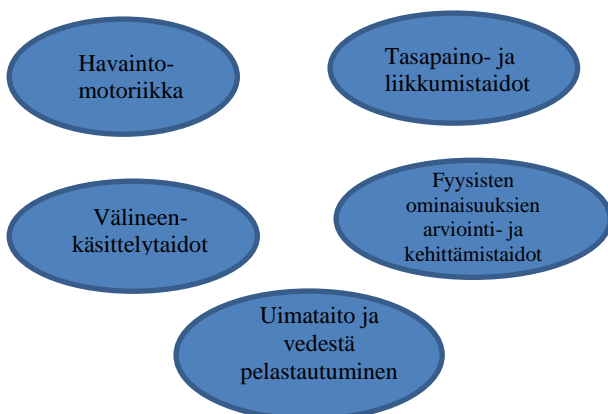 Havainto-
motoriikka
Tasapaino- ja
liikkumistaidot
Välineen-
käsittelytaidot
Fyysisten
ominaisuuksien
arviointi- ja
kehittämistaidot
Uimataito ja
vedestä
pelastautuminen